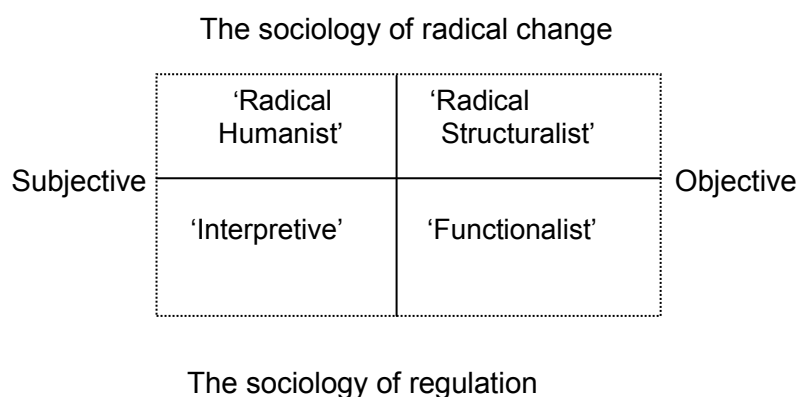 The sociology of radical change
‘Radical
Humanist’
‘Radical
Structuralist’
Subjective
Objective
‘Interpretive’
‘Functionalist’
The sociology of regulation